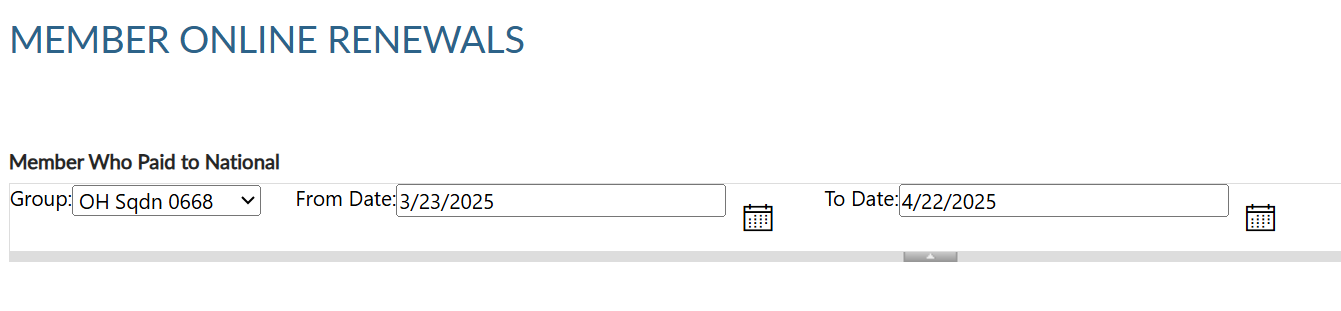 MEMBER ONLINE RENEWALS
Member Who Paid to National
Group: OH Sqdn 0668 From Date: 3/23/2025 To Date: 4/22/2025